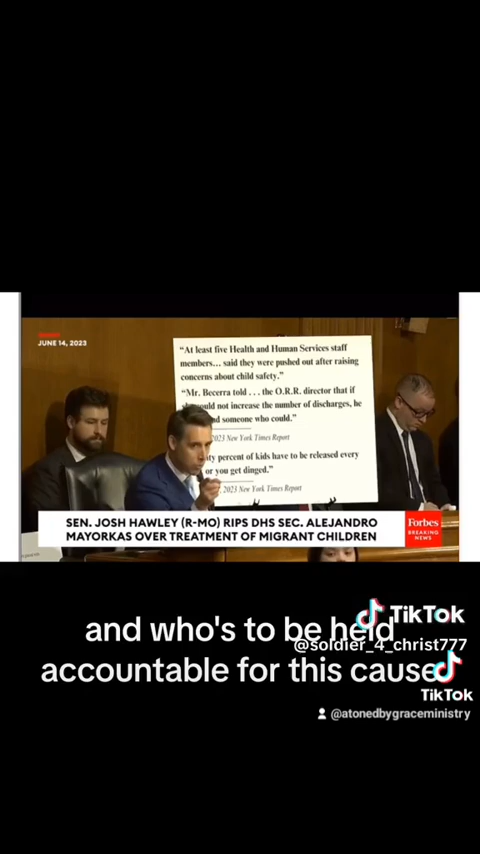 JUNE 14, 2023
"At least five Health and Human Services staff
members... said they were pushed out after raising
concerns about child safety."
"Mr. Becerra told . . . the O.R.R. director that if
could not increase the number of discharges, he
someone who could."
2023 New York Times Report
percent of kids have to be released every
or you get dinged."
2023 New York Times Report
SEN. JOSH HAWLEY (R-MO) RIPS DHS SEC. ALEJANDRO
MAYORKAS OVER TREATMENT OF MIGRANT CHILDREN
Forbes
BREAKING
NEWS
and who's to be held
accountable for this cause
TikTok
@soldier_4_christ777
TikTok
@atonedbygraceministry